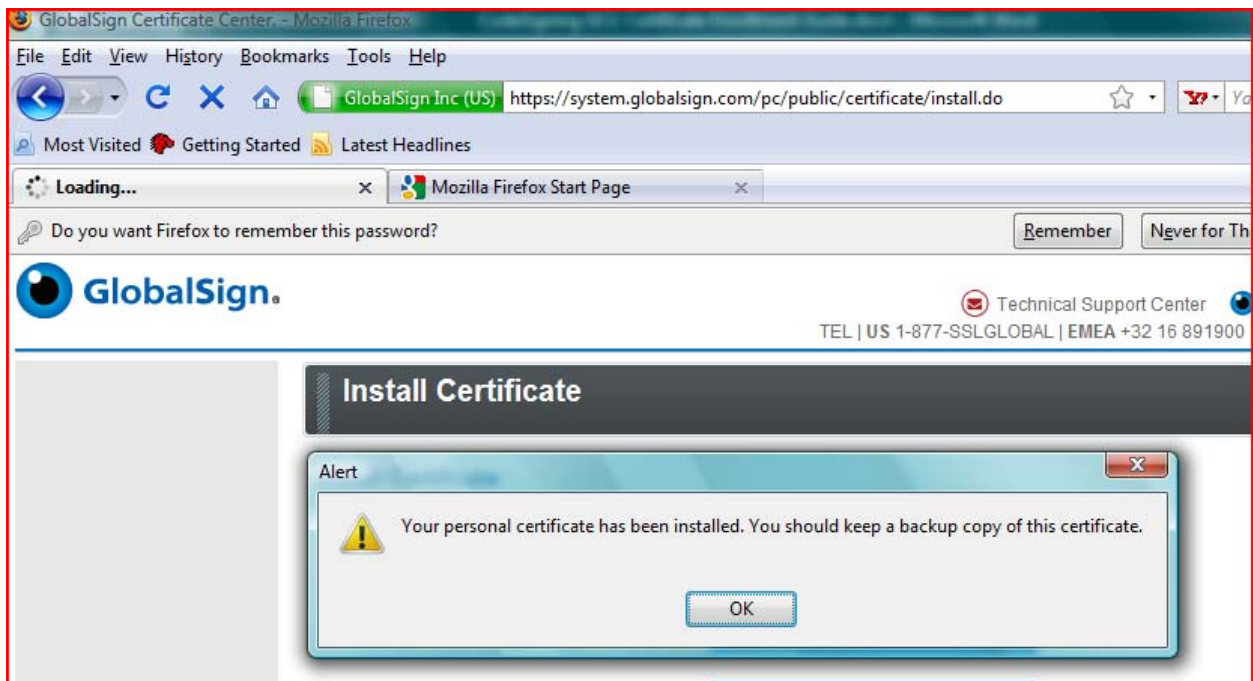 GlobalSign Certificate Center. - Mozilla Firefox
File Edit View History Bookmarks Tools Help
GlobalSign Inc (US) https://system.globalsign.com/pc/public/certificate/install.do
Most Visited Getting Started Latest Headlines
Loading... Mozilla Firefox Start Page
Do you want Firefox to remember this password? Remember Never for Th
GlobalSign®
Technical Support Center
TEL | US 1-877-SSLGLOBAL | EMEA +32 16 891900
Install Certificate
Alert
Your personal certificate has been installed. You should keep a backup copy of this certificate.
OK